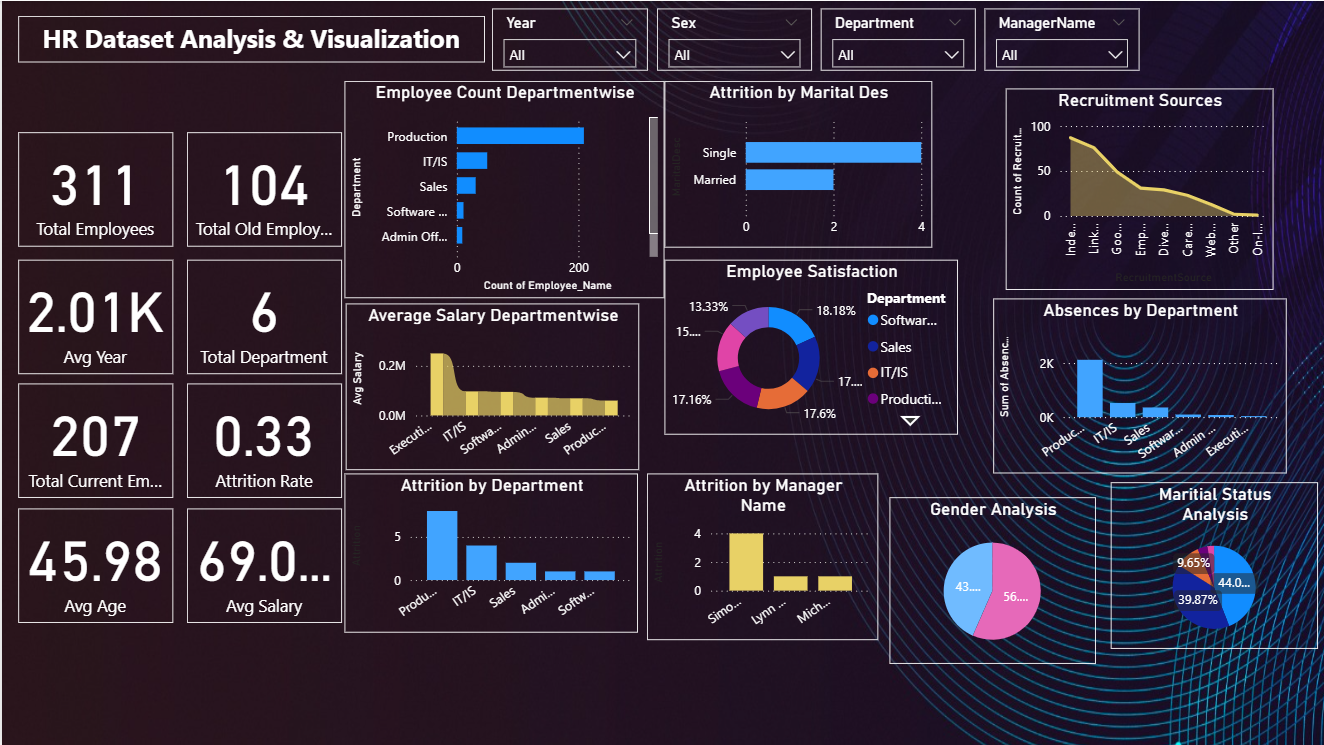 HR Dataset Analysis & Visualization
Year
All
Sex
All
Department
All
ManagerName
All
311
Total Employees
104
Total Old Employ...
2.01K
Avg Year
6
Total Department
207
Total Current Em...
0.33
Attrition Rate
45.98
Avg Age
69.0...
Avg Salary
Employee Count Departmentwise
Department
Production
IT/IS
Sales
Software ...
Admin Off...
0
200
Count of Employee_Name
Attrition by Marital Des
MaritalDesc
Single
Married
0
2
4
Recruitment Sources
Count of Recruit...
100
50
0
Inde...
Link...
Goo...
Emp...
Dive...
Care...
Web...
Other
On-l...
RecruitmentSource
Average Salary Departmentwise
Avg Salary
0.2M
0.0M
Executi...
IT/IS
Softwa...
Admin...
Sales
Produc...
Employee Satisfaction
13.33%
18.18%
15....
17....
17.16%
17.6%
Department
Softwar...
Sales
IT/IS
Producti...
Absences by Department
Sum of Absenc...
2K
0K
Produc...
IT/IS
Sales
Softwar...
Admin ...
Executi...
Attrition by Department
Attrition
5
0
Produ...
IT/IS
Sales
Admi...
Softw...
Attrition by Manager
Name
Attrition
4
2
0
Simo...
Lynn ...
Mich...
Gender Analysis
43....
56....
Maritial Status
Analysis
9.65%
44.0...
39.87%